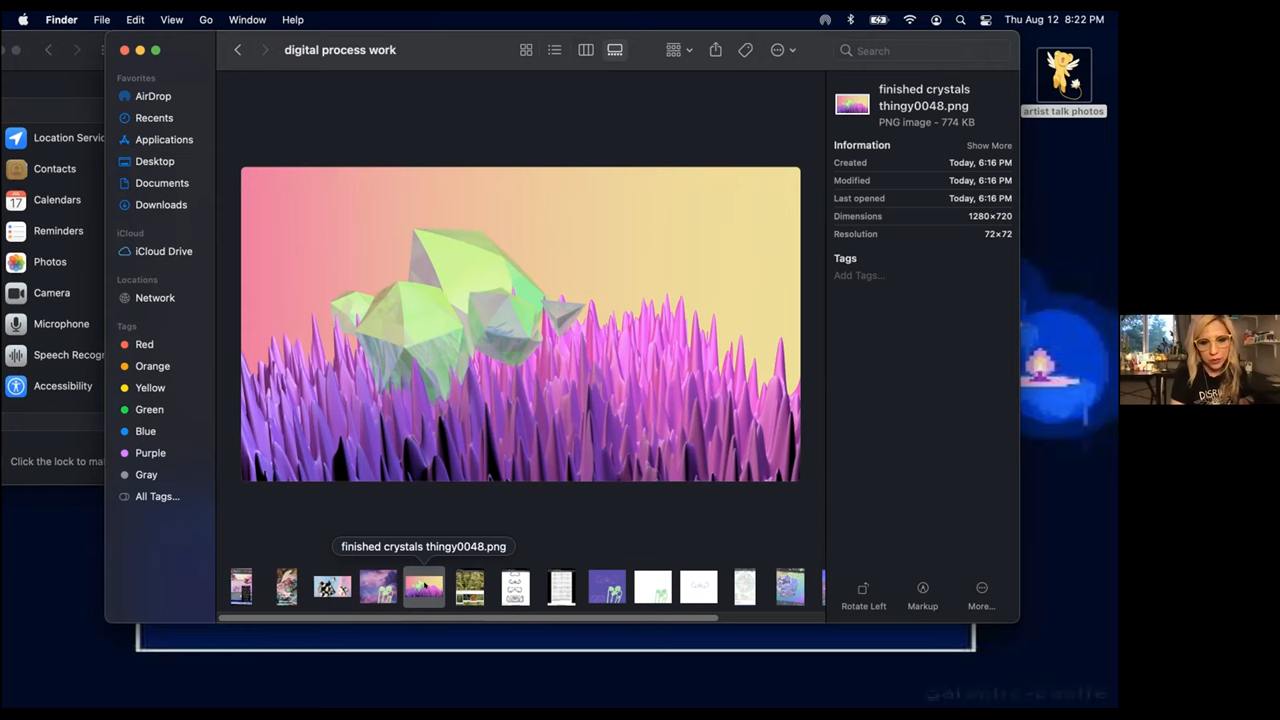 Finder File Edit View Go Window Help
Thu Aug 12 8:22 PM
digital process work
Search
Favorites
AirDrop
Recents
Applications
Desktop
Documents
Downloads
iCloud
iCloud Drive
Locations
Network
Tags
Red
Orange
Yellow
Green
Blue
Purple
Gray
All Tags...
Location Servic
Contacts
JUL
17
Calendars
Reminders
Photos
Camera
Microphone
Speech Recog
Accessibility
Click the lock to ma
finished crystals thingy0048.png
finished crystals
thingy0048.png
PNG image - 774 KB
Information Show More
Created Today, 6:16 PM
Modified Today, 6:16 PM
Last opened Today, 6:16 PM
Dimensions 1280×720
Resolution 72×72
Tags
Add Tags...
Rotate Left Markup More...
artist talk photos